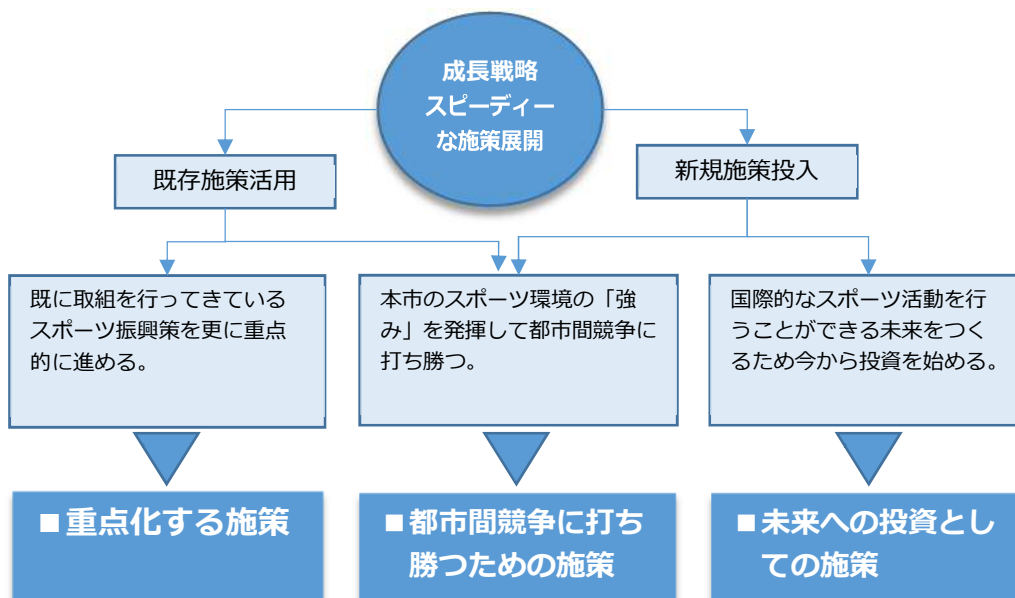 成長戦略
スピーディー
な施策展開
既存施策活用
新規施策投入
既に取組を行ってきている
スポーツ振興策を更に重点
的に進める。
本市のスポーツ環境の「強
み」を発揮して都市間競争に
打ち勝つ。
国際的なスポーツ活動を行
うことができる未来をつく
るため今から投資を始める。
■重点化する施策
■都市間競争に打ち
勝つための施策
■未来への投資とし
ての施策